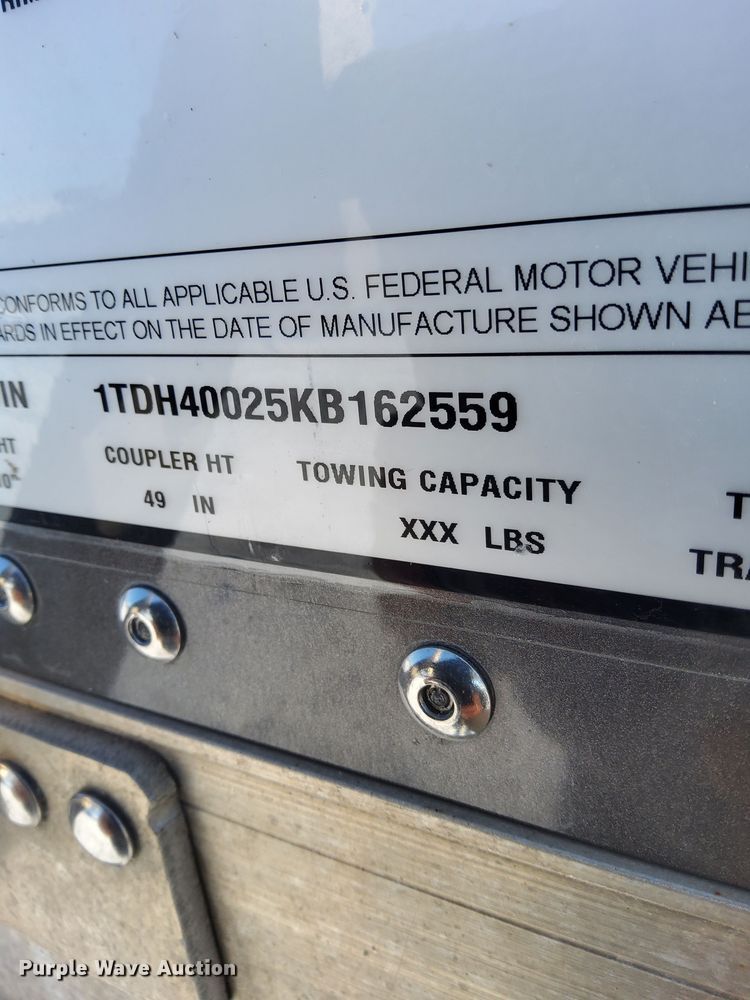 CONFORMS TO ALL APPLICABLE U.S. FEDERAL MOTOR VEHI
ARDS IN EFFECT ON THE DATE OF MANUFACTURE SHOWN AB
IN 1TDH40025KB162559
HT COUPLER HT TOWING CAPACITY T
49 IN XXX LBS TRA
Purple Wave Auction